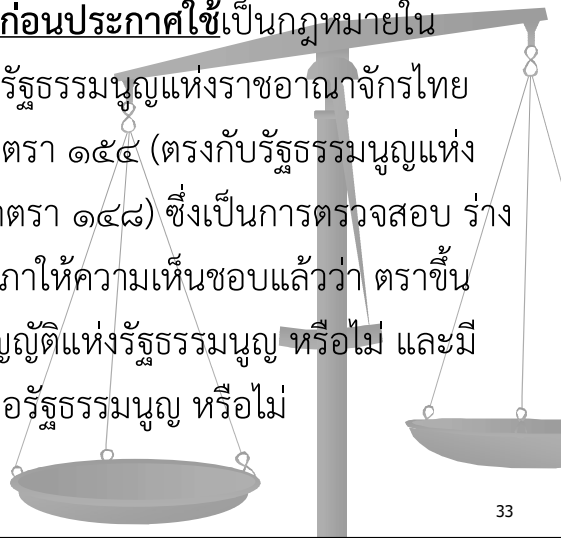 ก่อนประกาศใช้เป็นกฎหมายใน
รัฐธรรมนูญแห่งราชอาณาจักรไทย
ตรา ๑๕๔ (ตรงกับรัฐธรรมนูญแห่ง
าตรา ๑๔๘) ซึ่งเป็นการตรวจสอบ ร่าง
ภาให้ความเห็นชอบแล้วว่า ตราขึ้น
ญญัติแห่งรัฐธรรมนูญ หรือไม่ และมี
อรัฐธรรมนูญ หรือไม่
33